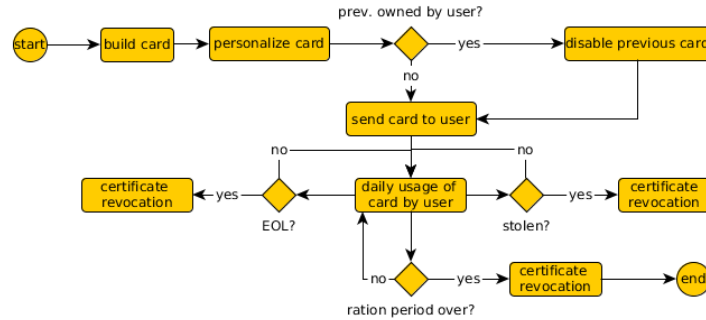 prev. owned by user?
start
build card
personalize card
yes
disable previous card
no
send card to user
no
no
certificate
revocation
yes
daily usage of
card by user
yes
certificate
revocation
EOL?
stolen?
no
yes
certificate
revocation
end
ration period over?